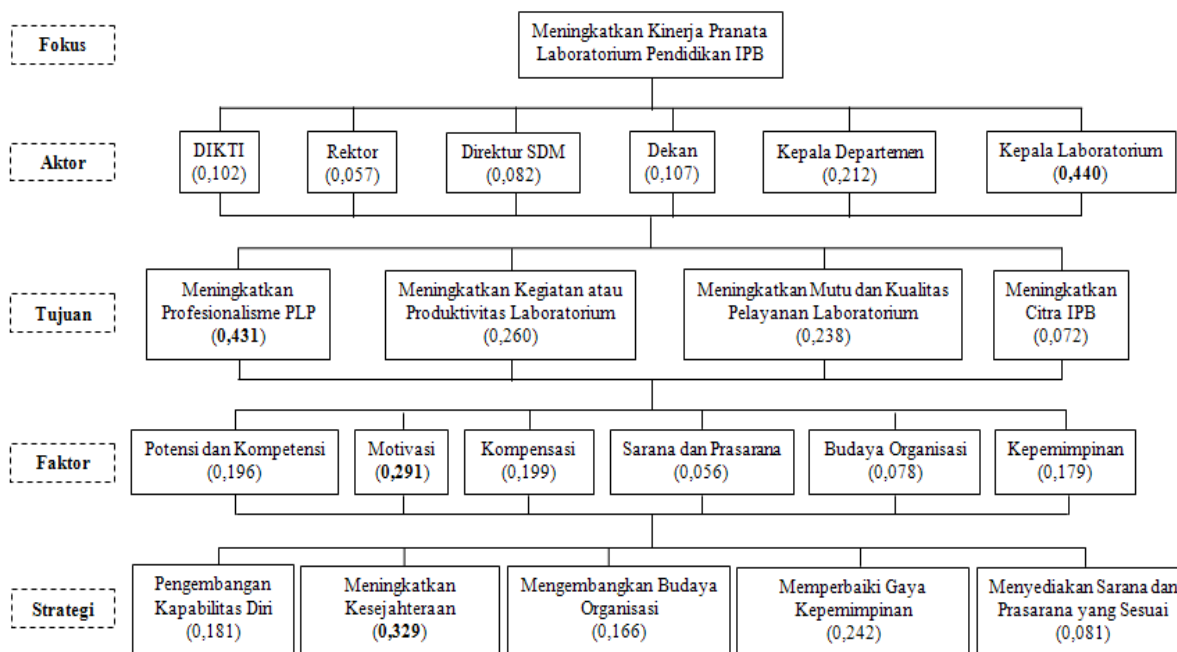 Fokus
Meningkatkan Kinerja Pranata
Laboratorium Pendidikan IPB
Aktor
DIKTI
(0,102)
Rektor
(0,057)
Direktur SDM
(0,082)
Dekan
(0,107)
Kepala Departemen
(0,212)
Kepala Laboratorium
(0,440)
Tujuan
Meningkatkan
Profesionalisme PLP
(0,431)
Meningkatkan Kegiatan atau
Produktivitas Laboratorium
(0,260)
Meningkatkan Mutu dan Kualitas
Pelayanan Laboratorium
(0,238)
Meningkatkan
Citra IPB
(0,072)
Faktor
Potensi dan Kompetensi
(0,196)
Motivasi
(0,291)
Kompensasi
(0,199)
Sarana dan Prasarana
(0,056)
Budaya Organisasi
(0,078)
Kepemimpinan
(0,179)
Strategi
Pengembangan
Kapabilitas Diri
(0,181)
Meningkatkan
Kesejahteraan
(0,329)
Mengembangkan Budaya
Organisasi
(0,166)
Memperbaiki Gaya
Kepemimpinan
(0,242)
Menyediakan Sarana dan
Prasarana yang Sesuai
(0,081)